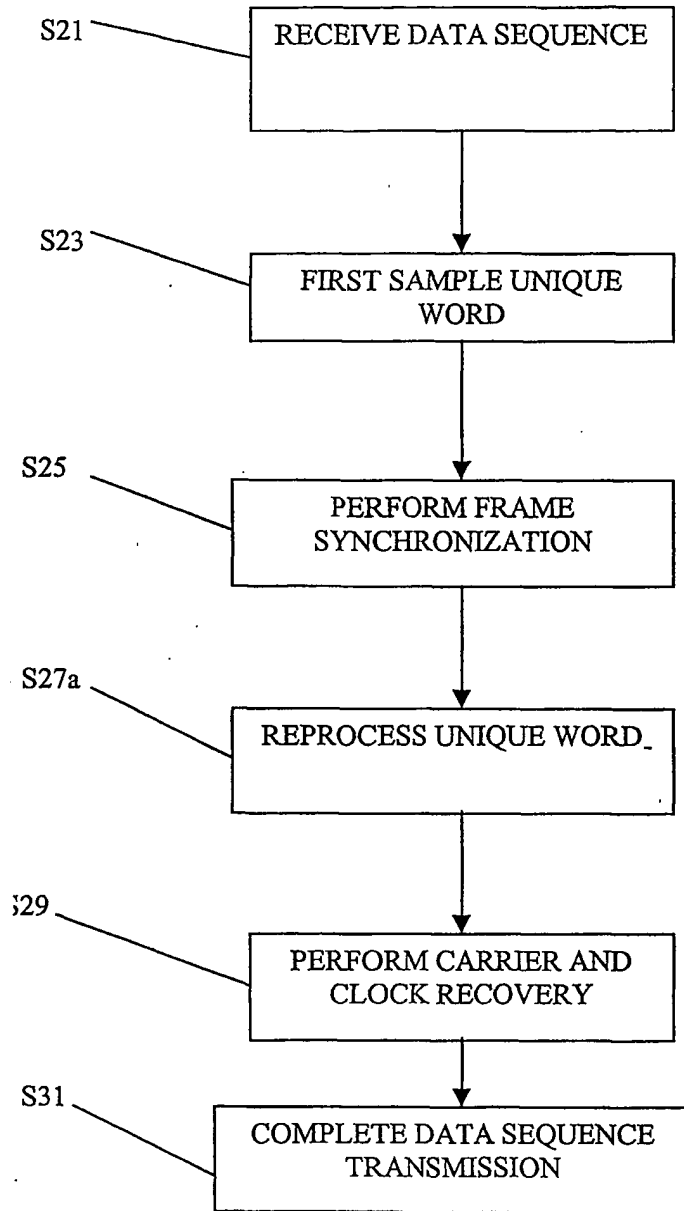 S21
RECEIVE DATA SEQUENCE
S23
FIRST SAMPLE UNIQUE
WORD
S25
PERFORM FRAME
SYNCHRONIZATION
S27a
REPROCESS UNIQUE WORD
S29
PERFORM CARRIER AND
CLOCK RECOVERY
S31
COMPLETE DATA SEQUENCE
TRANSMISSION